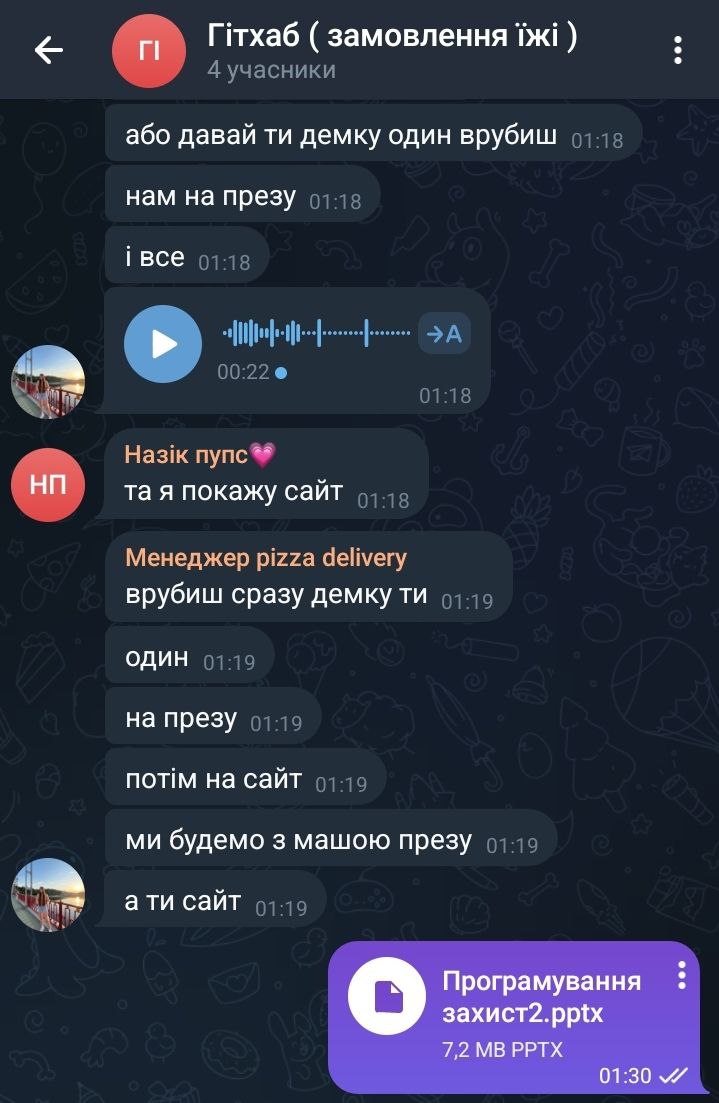 ГІ
Гітхаб ( замовлення їжі )
4 учасники
або давай ти демку один врубиш 01:18
нам на презу 01:18
і все 01:18
→A
00:22
01:18
Назік пупс💗
НП
та я покажу сайт 01:18
Менеджер pizza delivery
врубиш сразу демку ти 01:19
один 01:19
на презу 01:19
потім на сайт 01:19
ми будемо з машою презу 01:19
а ти сайт 01:19
Програмування
захист2.pptx
7,2 MB PPTX
01:30